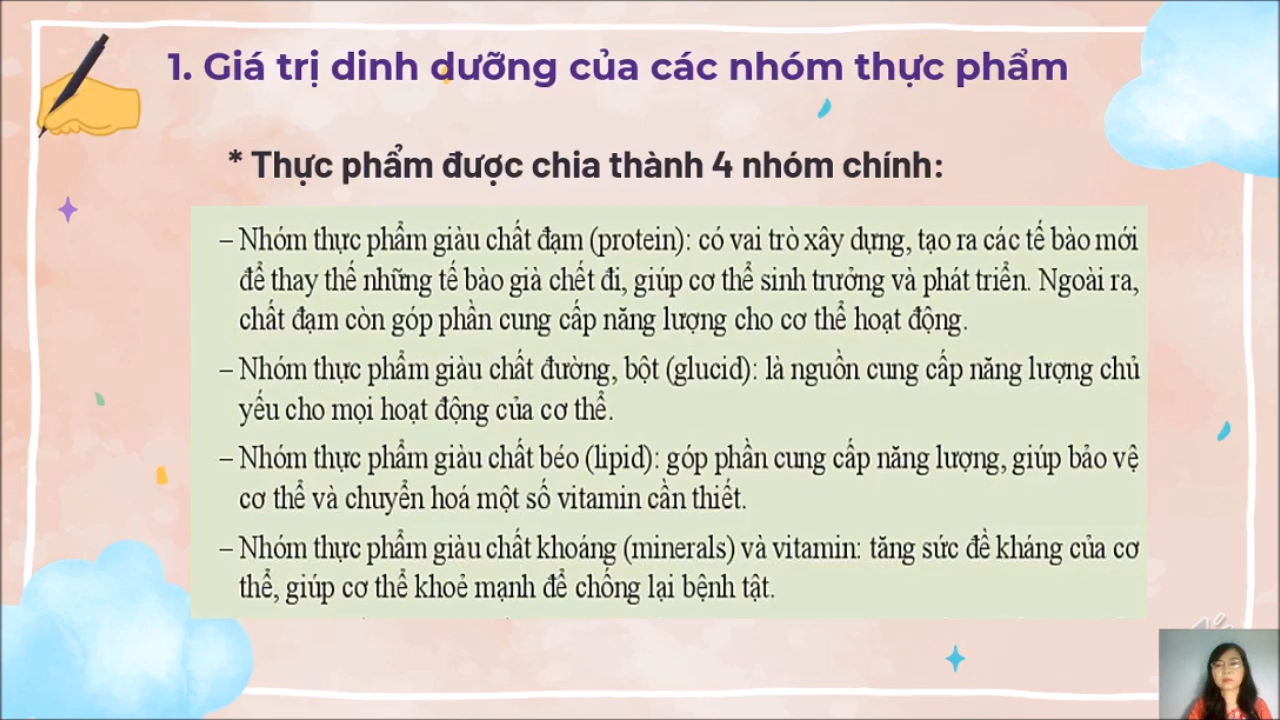 1. Giá trị dinh dưỡng của các nhóm thực phẩm
* Thực phẩm được chia thành 4 nhóm chính:
– Nhóm thực phẩm giàu chất đạm (protein): có vai trò xây dựng, tạo ra các tế bào mới
để thay thế những tế bào già chết đi, giúp cơ thể sinh trưởng và phát triển. Ngoài ra,
chất đạm còn góp phần cung cấp năng lượng cho cơ thể hoạt động.
– Nhóm thực phẩm giàu chất đường, bột (glucid): là nguồn cung cấp năng lượng chủ
yếu cho mọi hoạt động của cơ thể.
– Nhóm thực phẩm giàu chất béo (lipid): góp phần cung cấp năng lượng, giúp bảo vệ
cơ thể và chuyển hoá một số vitamin cần thiết.
– Nhóm thực phẩm giàu chất khoáng (minerals) và vitamin: tăng sức đề kháng của cơ
thể, giúp cơ thể khoẻ mạnh để chống lại bệnh tật.